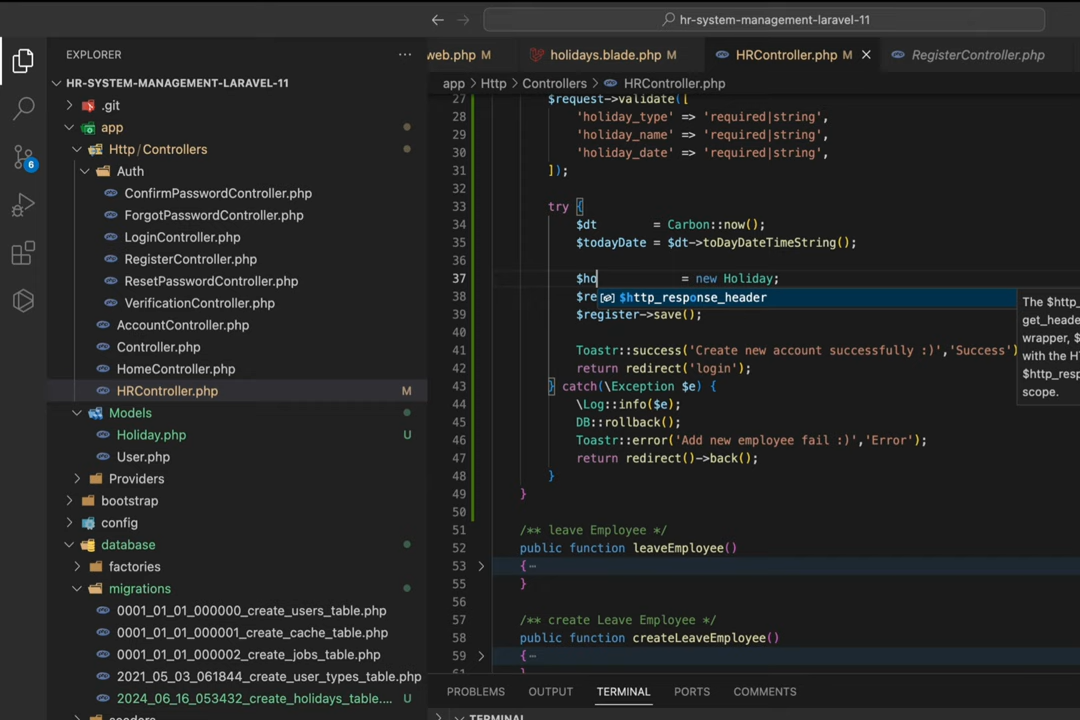 hr-system-management-laravel-11
EXPLORER
web.php M
holidays.blade.php M
HRController.php M
RegisterController.php
HR-SYSTEM-MANAGEMENT-LARAVEL-11
app > Http > Controllers > HRController.php
.git
app
Http / Controllers
Auth
ConfirmPasswordController.php
ForgotPasswordController.php
LoginController.php
RegisterController.php
ResetPasswordController.php
VerificationController.php
AccountController.php
Controller.php
HomeController.php
HRController.php M
Models
Holiday.php U
User.php
Providers
bootstrap
config
database
factories
migrations
0001_01_01_000000_create_users_table.php
0001_01_01_000001_create_cache_table.php
0001_01_01_000002_create_jobs_table.php
2021_05_03_061844_create_user_types_table.php
2024_06_16_053432_create_holidays_table.... U
6
27 $request->validate([
28 'holiday_type' => 'required|string',
29 'holiday_name' => 'required|string',
30 'holiday_date' => 'required|string',
31 ]);
32
33 try {
34 $dt = Carbon::now();
35 $todayDate = $dt->toDayDateTimeString();
36
37 $ho = new Holiday;
38 $re
$http_response_header
The $http_
get_heade
wrapper, $
with the HT
$http_resp
scope.
39 $register->save();
40
41 Toastr::success('Create new account successfully :)','Success')
42 return redirect('login');
43 } catch(\Exception $e) {
44 \Log::info($e);
45 DB::rollback();
46 Toastr::error('Add new employee fail :)','Error');
47 return redirect()->back();
48 }
49 }
50
51 /** leave Employee */
52 public function leaveEmployee()
53 { ⋯
55 }
56
57 /** create Leave Employee */
58 public function createLeaveEmployee()
59 { ⋯
61 }
PROBLEMS OUTPUT TERMINAL PORTS COMMENTS
TERMINAL